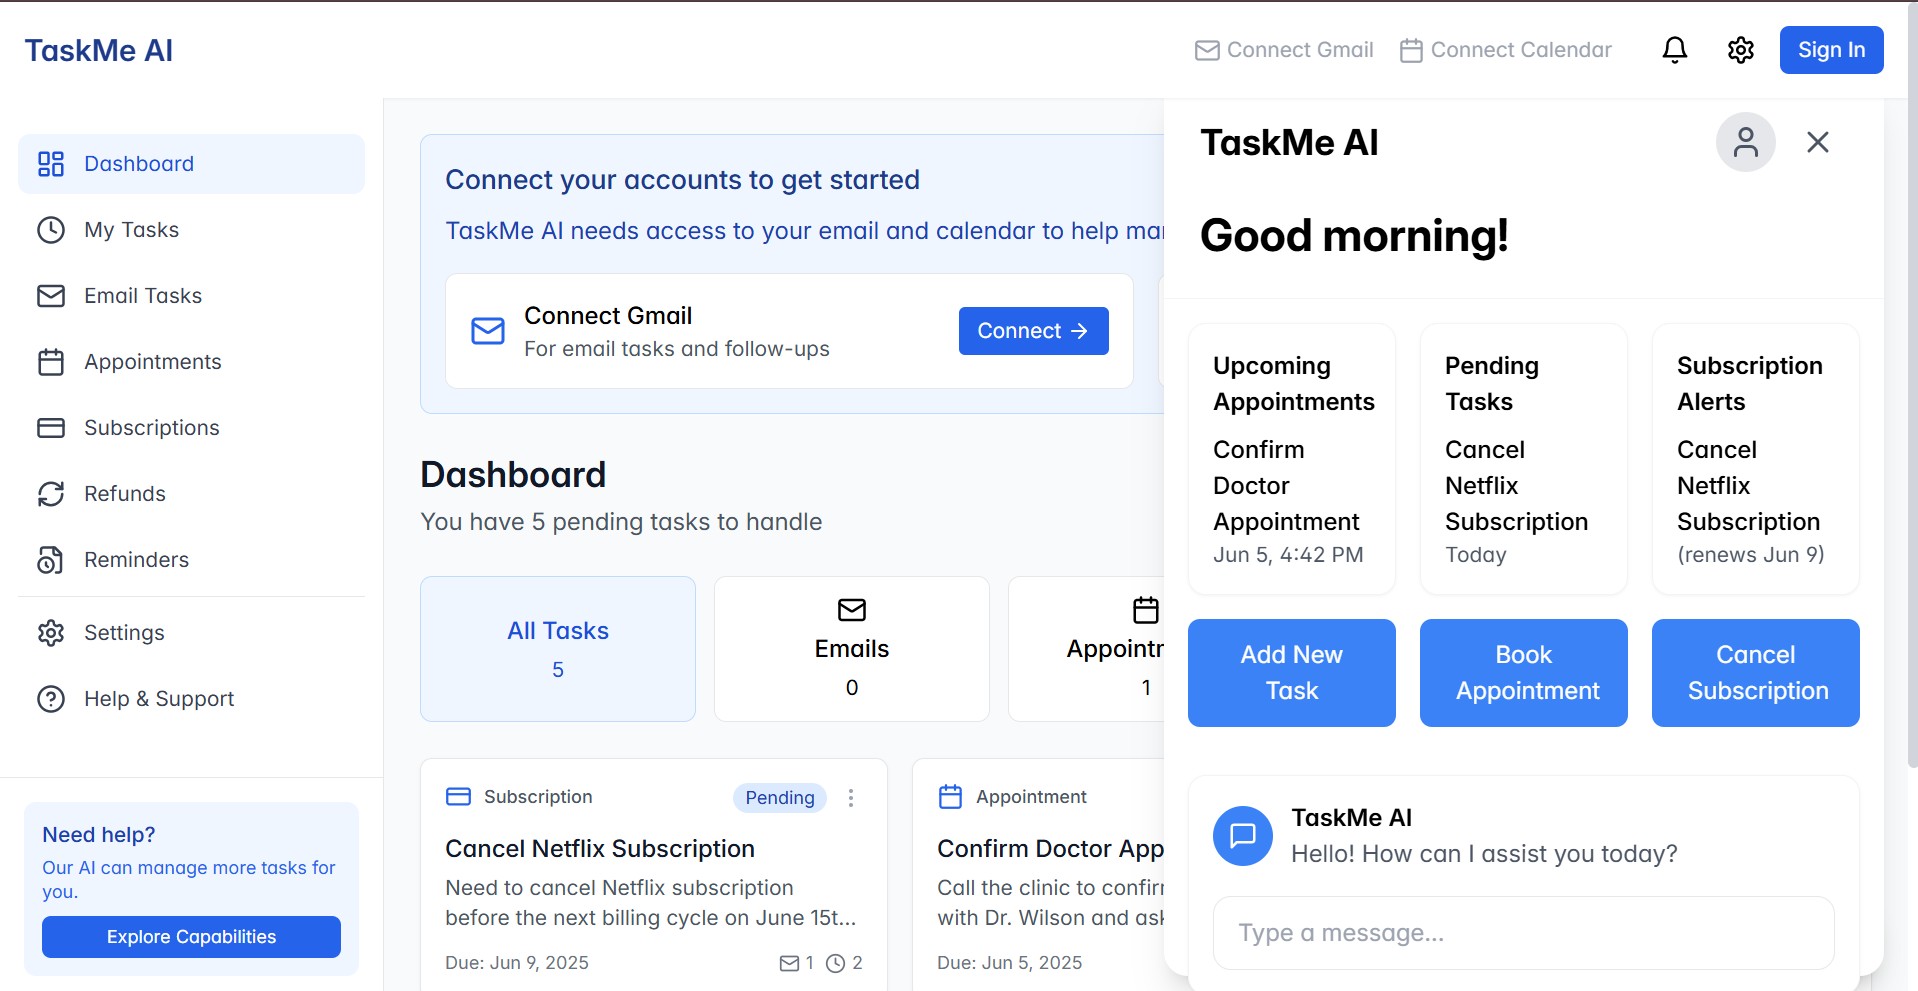 TaskMe AI
Connect Gmail
Connect Calendar
Sign In
Dashboard
My Tasks
Email Tasks
Appointments
Subscriptions
Refunds
Reminders
Settings
Help & Support
Need help?
Our AI can manage more tasks for
you.
Explore Capabilities
Connect your accounts to get started
TaskMe AI needs access to your email and calendar to help
Connect Gmail
For email tasks and follow-ups
Connect →
Dashboard
You have 5 pending tasks to handle
All Tasks
5
Emails
0
1
Subscription
Pending
Cancel Netflix Subscription
Need to cancel Netflix subscription
before the next billing cycle on June 15t...
Due: Jun 9, 2025
1
2
Appointment
Confirm Doctor App
Call the clinic to confir
with Dr. Wilson and ask
Due: Jun 5, 2025
TaskMe AI
Good morning!
Upcoming
Appointments
Confirm
Doctor
Appointment
Jun 5, 4:42 PM
Pending
Tasks
Cancel
Netflix
Subscription
Today
Subscription
Alerts
Cancel
Netflix
Subscription
(renews Jun 9)
Add New
Task
Book
Appointment
Cancel
Subscription
TaskMe AI
Hello! How can I assist you today?
Type a message...